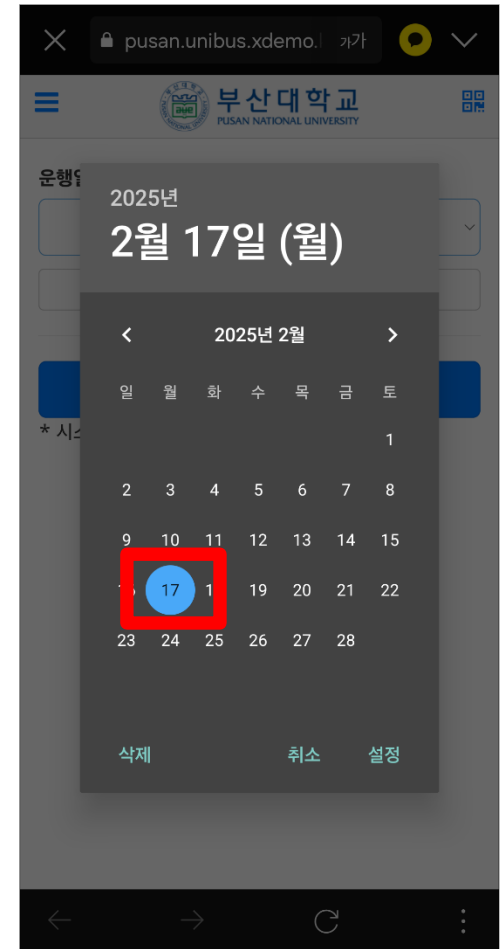 pusan.unibus.xdemo. 가가
부산대학교
PUSAN NATIONAL UNIVERSITY
운행일
2025년
2월 17일 (월)
2025년 2월
일 월 화 수 목 금 토
1
2 3 4 5 6 7 8
9 10 11 12 13 14 15
17 19 20 21 22
23 24 25 26 27 28
* 시스
삭제 취소 설정